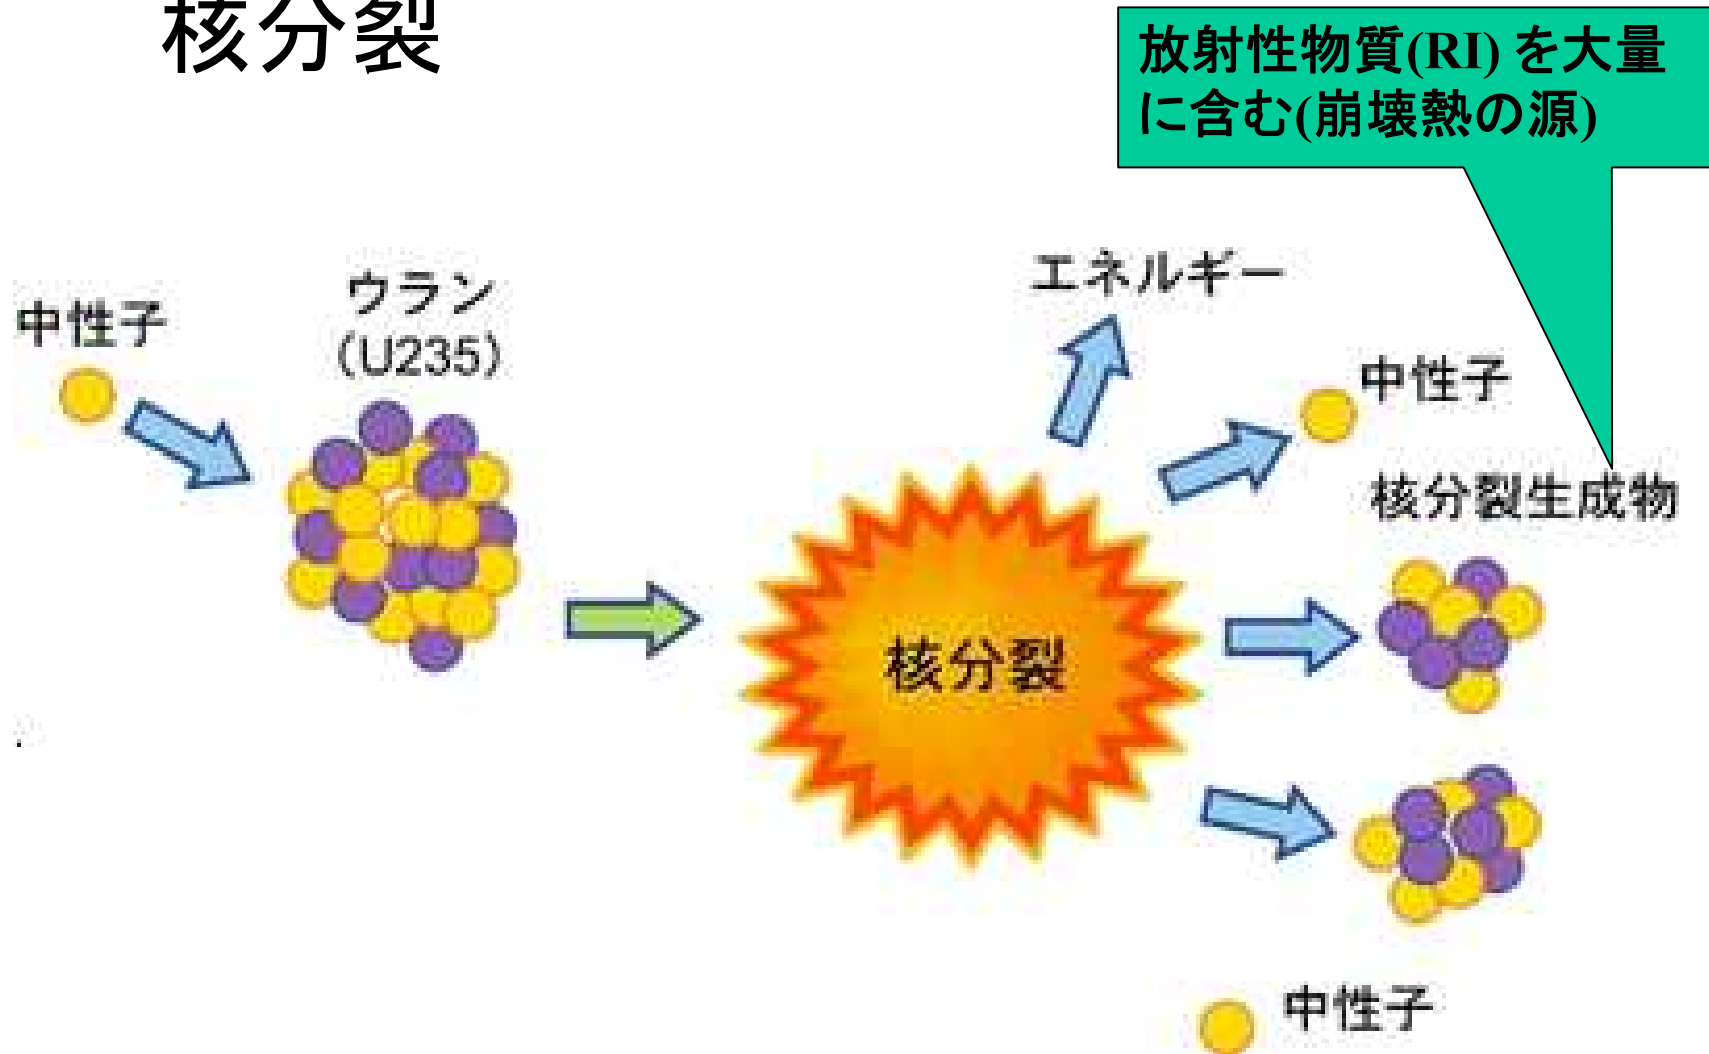 核分裂
放射性物質(RI) を大量
に含む(崩壊熱の源)
エネルギー
ウラン
(U235)
中性子
中性子
核分裂生成物
核分裂
中性子